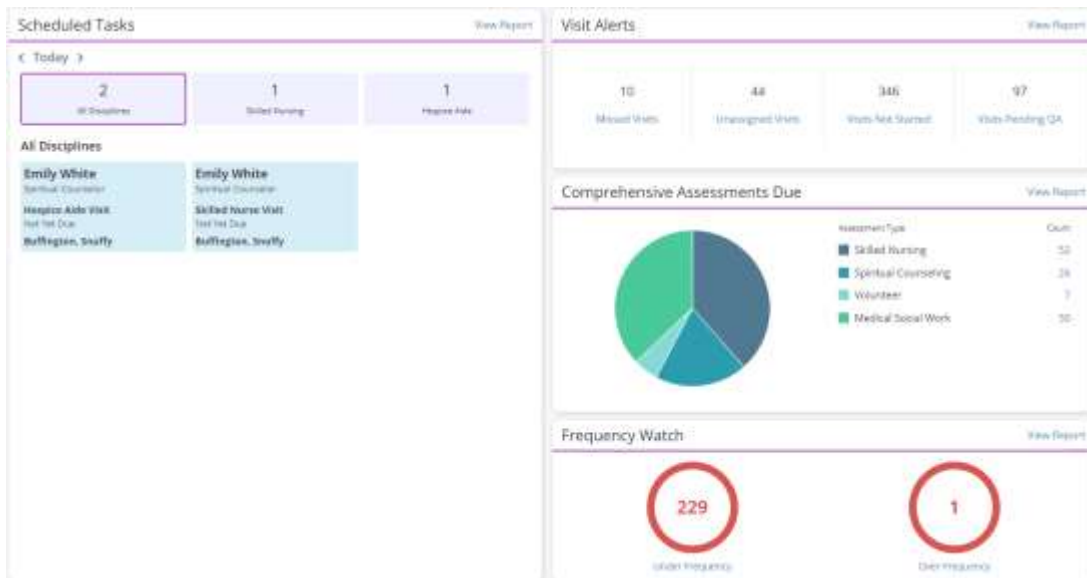 Scheduled Tasks
View Report
< Today >
2
All Disciplines
1
Skilled Nursing
1
Hospice Aide
All Disciplines
Emily White
Spiritual Counselor
Hospice Aide Visit
Not Yet Due
Buffington, Snuffy
Emily White
Spiritual Counselor
Skilled Nurse Visit
Not Yet Due
Buffington, Snuffy
Visit Alerts
View Report
10
Missed Visits
44
Unassigned Visits
346
Visits Not Started
97
Visits Pending QA
Comprehensive Assessments Due
View Report
Assessment Type Count
Skilled Nursing 52
Spiritual Counseling
Volunteer 7
Medical Social Work 50
Frequency Watch
View Report
229
Under Frequency
1
Over Frequency